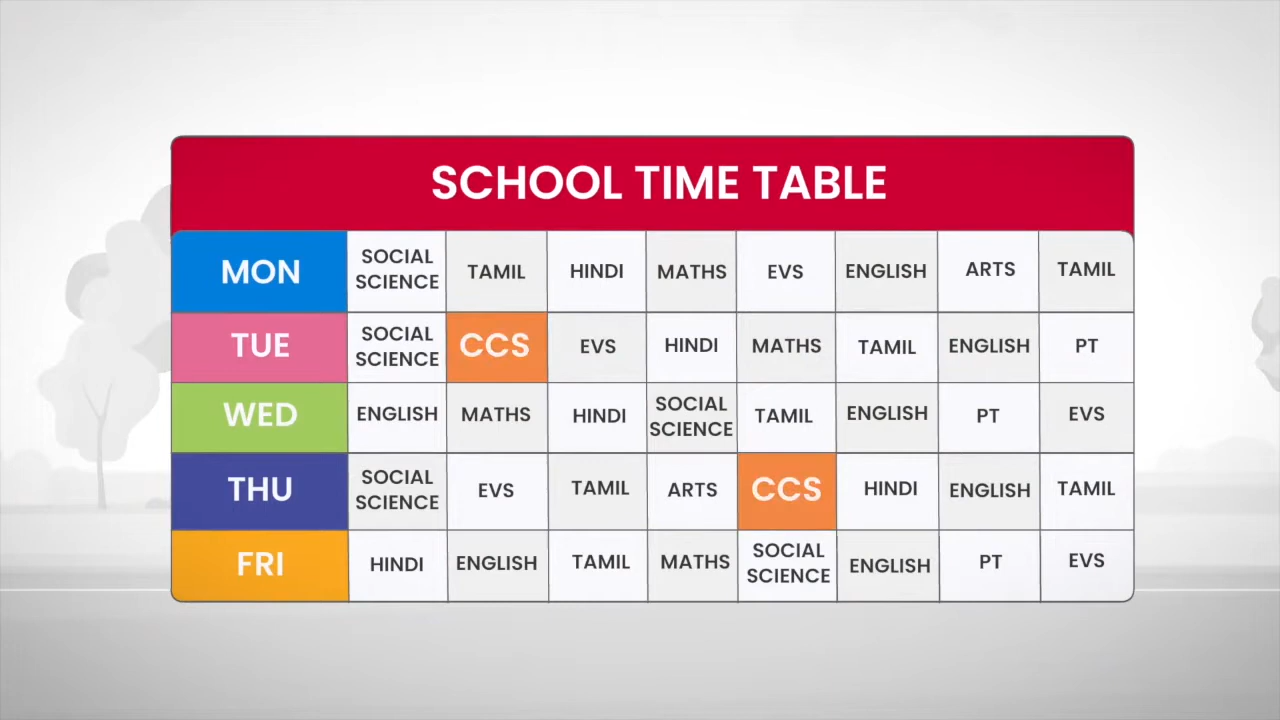 SCHOOL TIME TABLE
MON SOCIAL SCIENCE TAMIL HINDI MATHS EVS ENGLISH ARTS TAMIL
TUE SOCIAL SCIENCE CCS EVS HINDI MATHS TAMIL ENGLISH PT
WED ENGLISH MATHS HINDI SOCIAL SCIENCE TAMIL ENGLISH PT EVS
THU SOCIAL SCIENCE EVS TAMIL ARTS CCS HINDI ENGLISH TAMIL
FRI HINDI ENGLISH TAMIL MATHS SOCIAL SCIENCE ENGLISH PT EVS